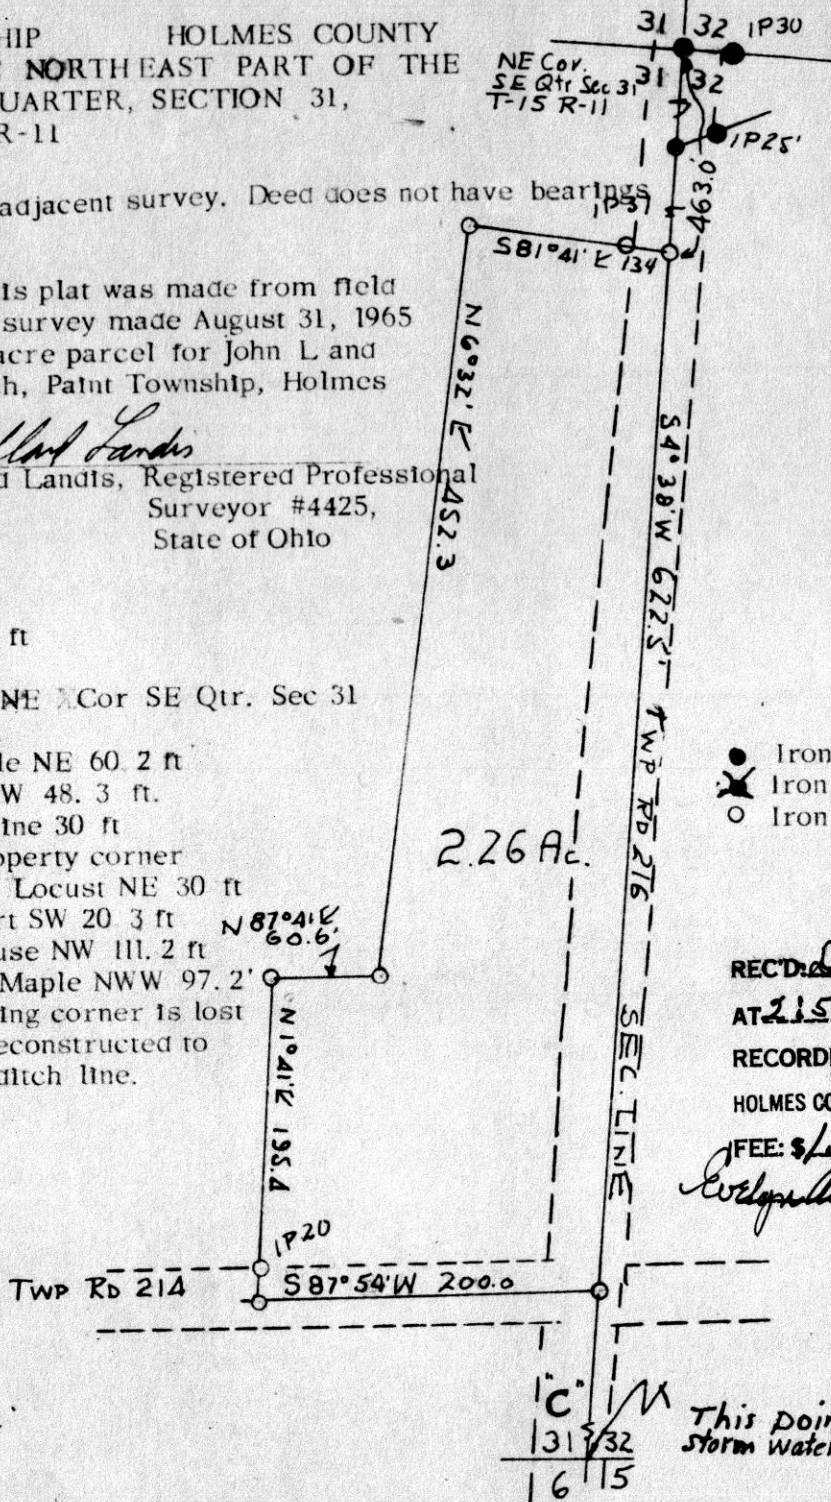 HIP HOLMES COUNTY
NORTHEAST PART OF THE
UARTER, SECTION 31,
R-11
31 32 IP30
NE Cor.
SE Qtr Sec 31
T-15 R-11
31 32
IP25'
463.0'
adjacent survey. Deed does not have bearings
IP37
S81°41'E 134
is plat was made from field
survey made August 31, 1965
acre parcel for John L and
h, Paint Township, Holmes
Landis
d Landis, Registered Professional
Surveyor #4425,
State of Ohio
N6°32'E 452.3
S4°38'W 622.5'
TWP RD 216
ft
NE Cor SE Qtr. Sec 31
le NE 60.2 ft
W 48.3 ft.
ine 30 ft
operty corner
Locust NE 30 ft
rt SW 20.3 ft
use NW 111.2 ft
Maple NWW 97.2'
ing corner is lost
econstructed to
ditch line.
Iron
Iron
Iron
2.26 Ac.
N87°41'E
60.6'
N1°41'E 195.4
SEC. LINE
REC'D:
AT 2:15
RECORD
HOLMES CO
FEE: $
Evelyn
IP20
TWP RD 214
S87°54'W 200.0
"C"
31 32
6 5
This poin
storm water